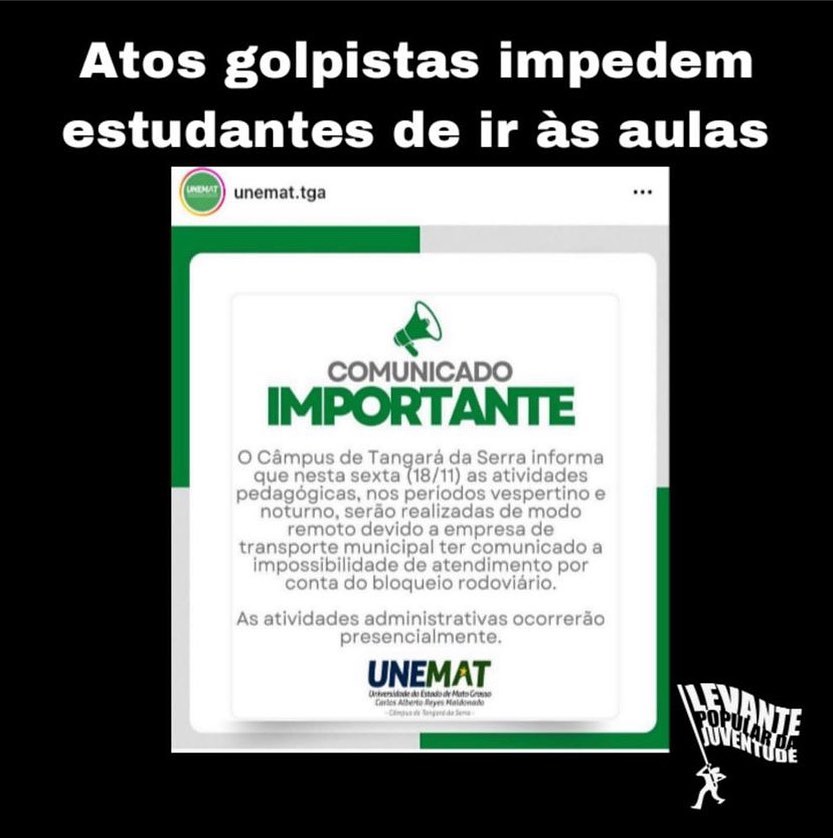 Atos golpistas impedem
estudantes de ir às aulas
UNEMAT
unemat.tga
...
COMUNICADO
IMPORTANTE
O Câmpus de Tangará da Serra informa
que nesta sexta (18/11) as atividades
pedagógicas, nos periodos vespertino e
noturno, serão realizadas de modo
remoto devido a empresa de
transporte municipal ter comunicado a
impossibilidade de atendimento por
conta do bloqueio rodoviário.
As atividades administrativas ocorrerão
presencialmente.
UNEMAT
Universidade do Estado de Mato Grosso
Carlos Alberto Reyes Maldonado
- Câmpus de Tangará da Serra -
LEVANTE
POPULAR DA
JUVENTUDE